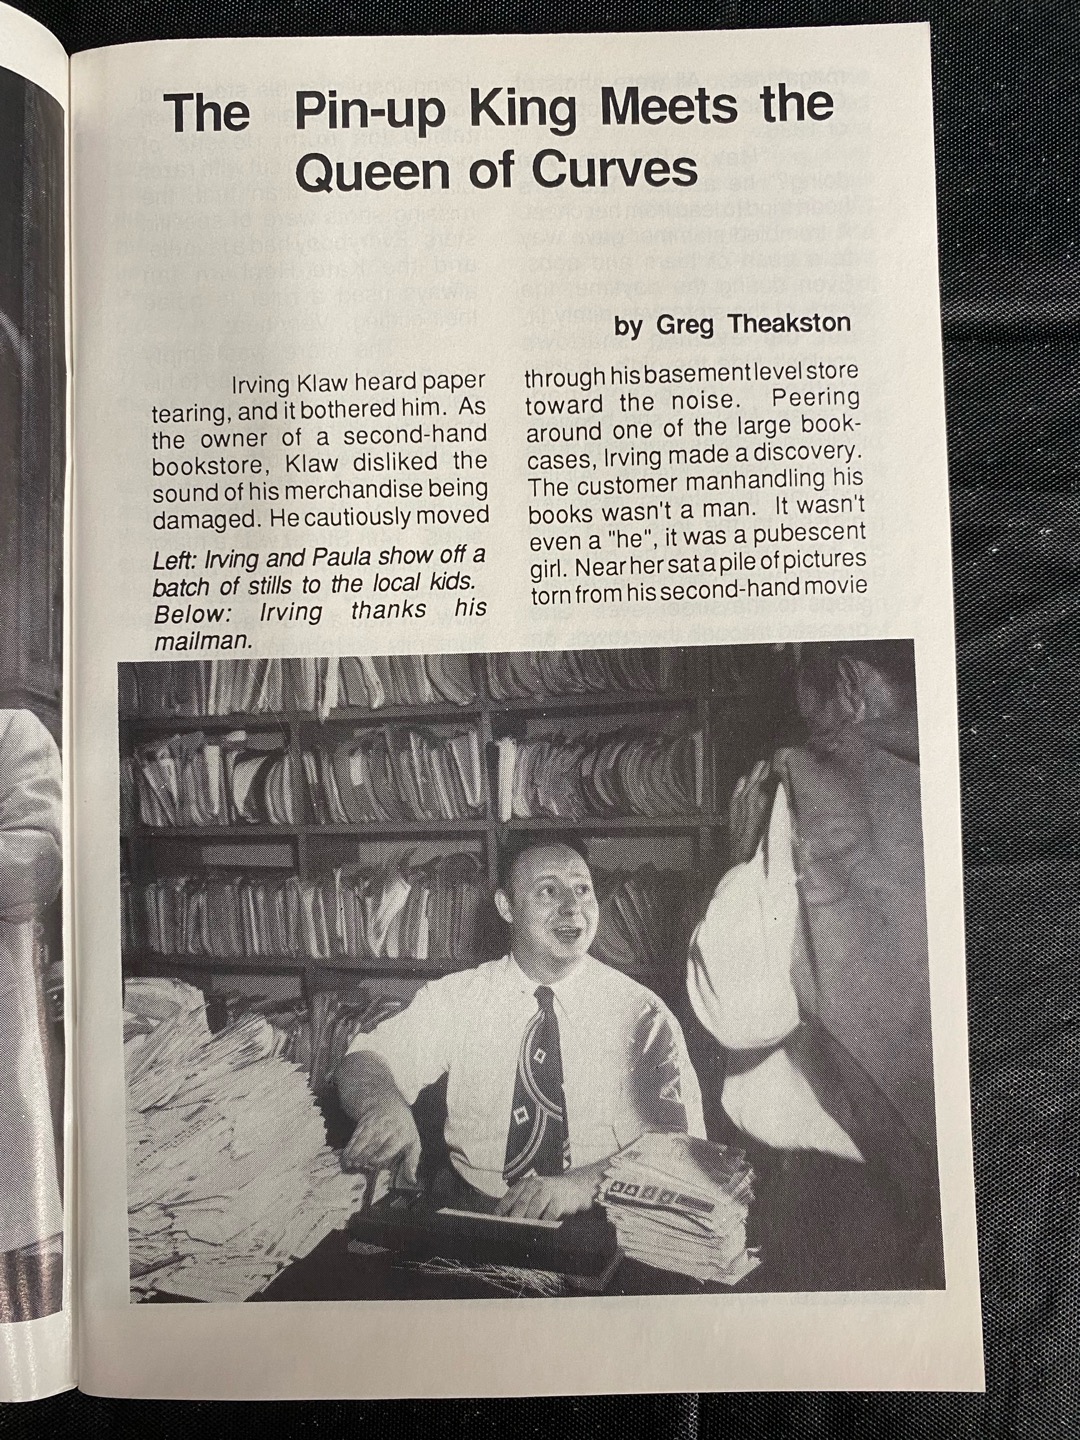 The Pin-up King Meets the
Queen of Curves
by Greg Theakston
Irving Klaw heard paper
tearing, and it bothered him. As
the owner of a second-hand
bookstore, Klaw disliked the
sound of his merchandise being
damaged. He cautiously moved
Left: Irving and Paula show off a
batch of stills to the local kids.
Below: Irving thanks his
mailman.
through his basement level store
toward the noise. Peering
around one of the large book-
cases, Irving made a discovery.
The customer manhandling his
books wasn't a man. It wasn't
even a "he", it was a pubescent
girl. Near her sat a pile of pictures
torn from his second-hand movie